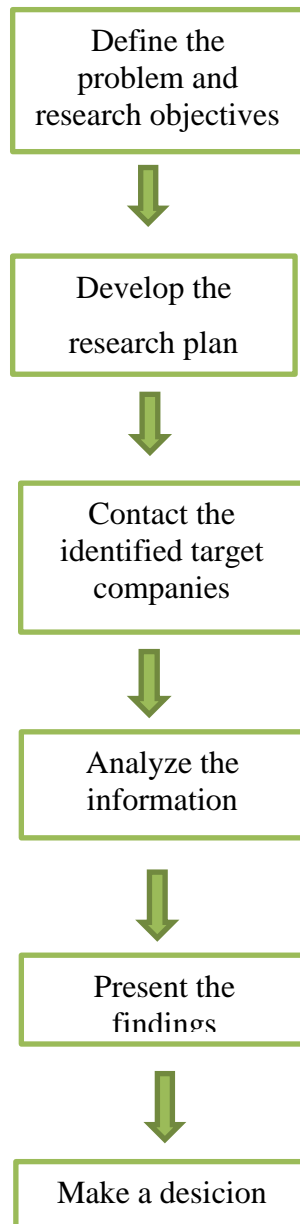 Define the
problem and
research objectives
Develop the
research plan
Contact the
identified target
companies
Analyze the
information
Present the
findings
Make a desicion